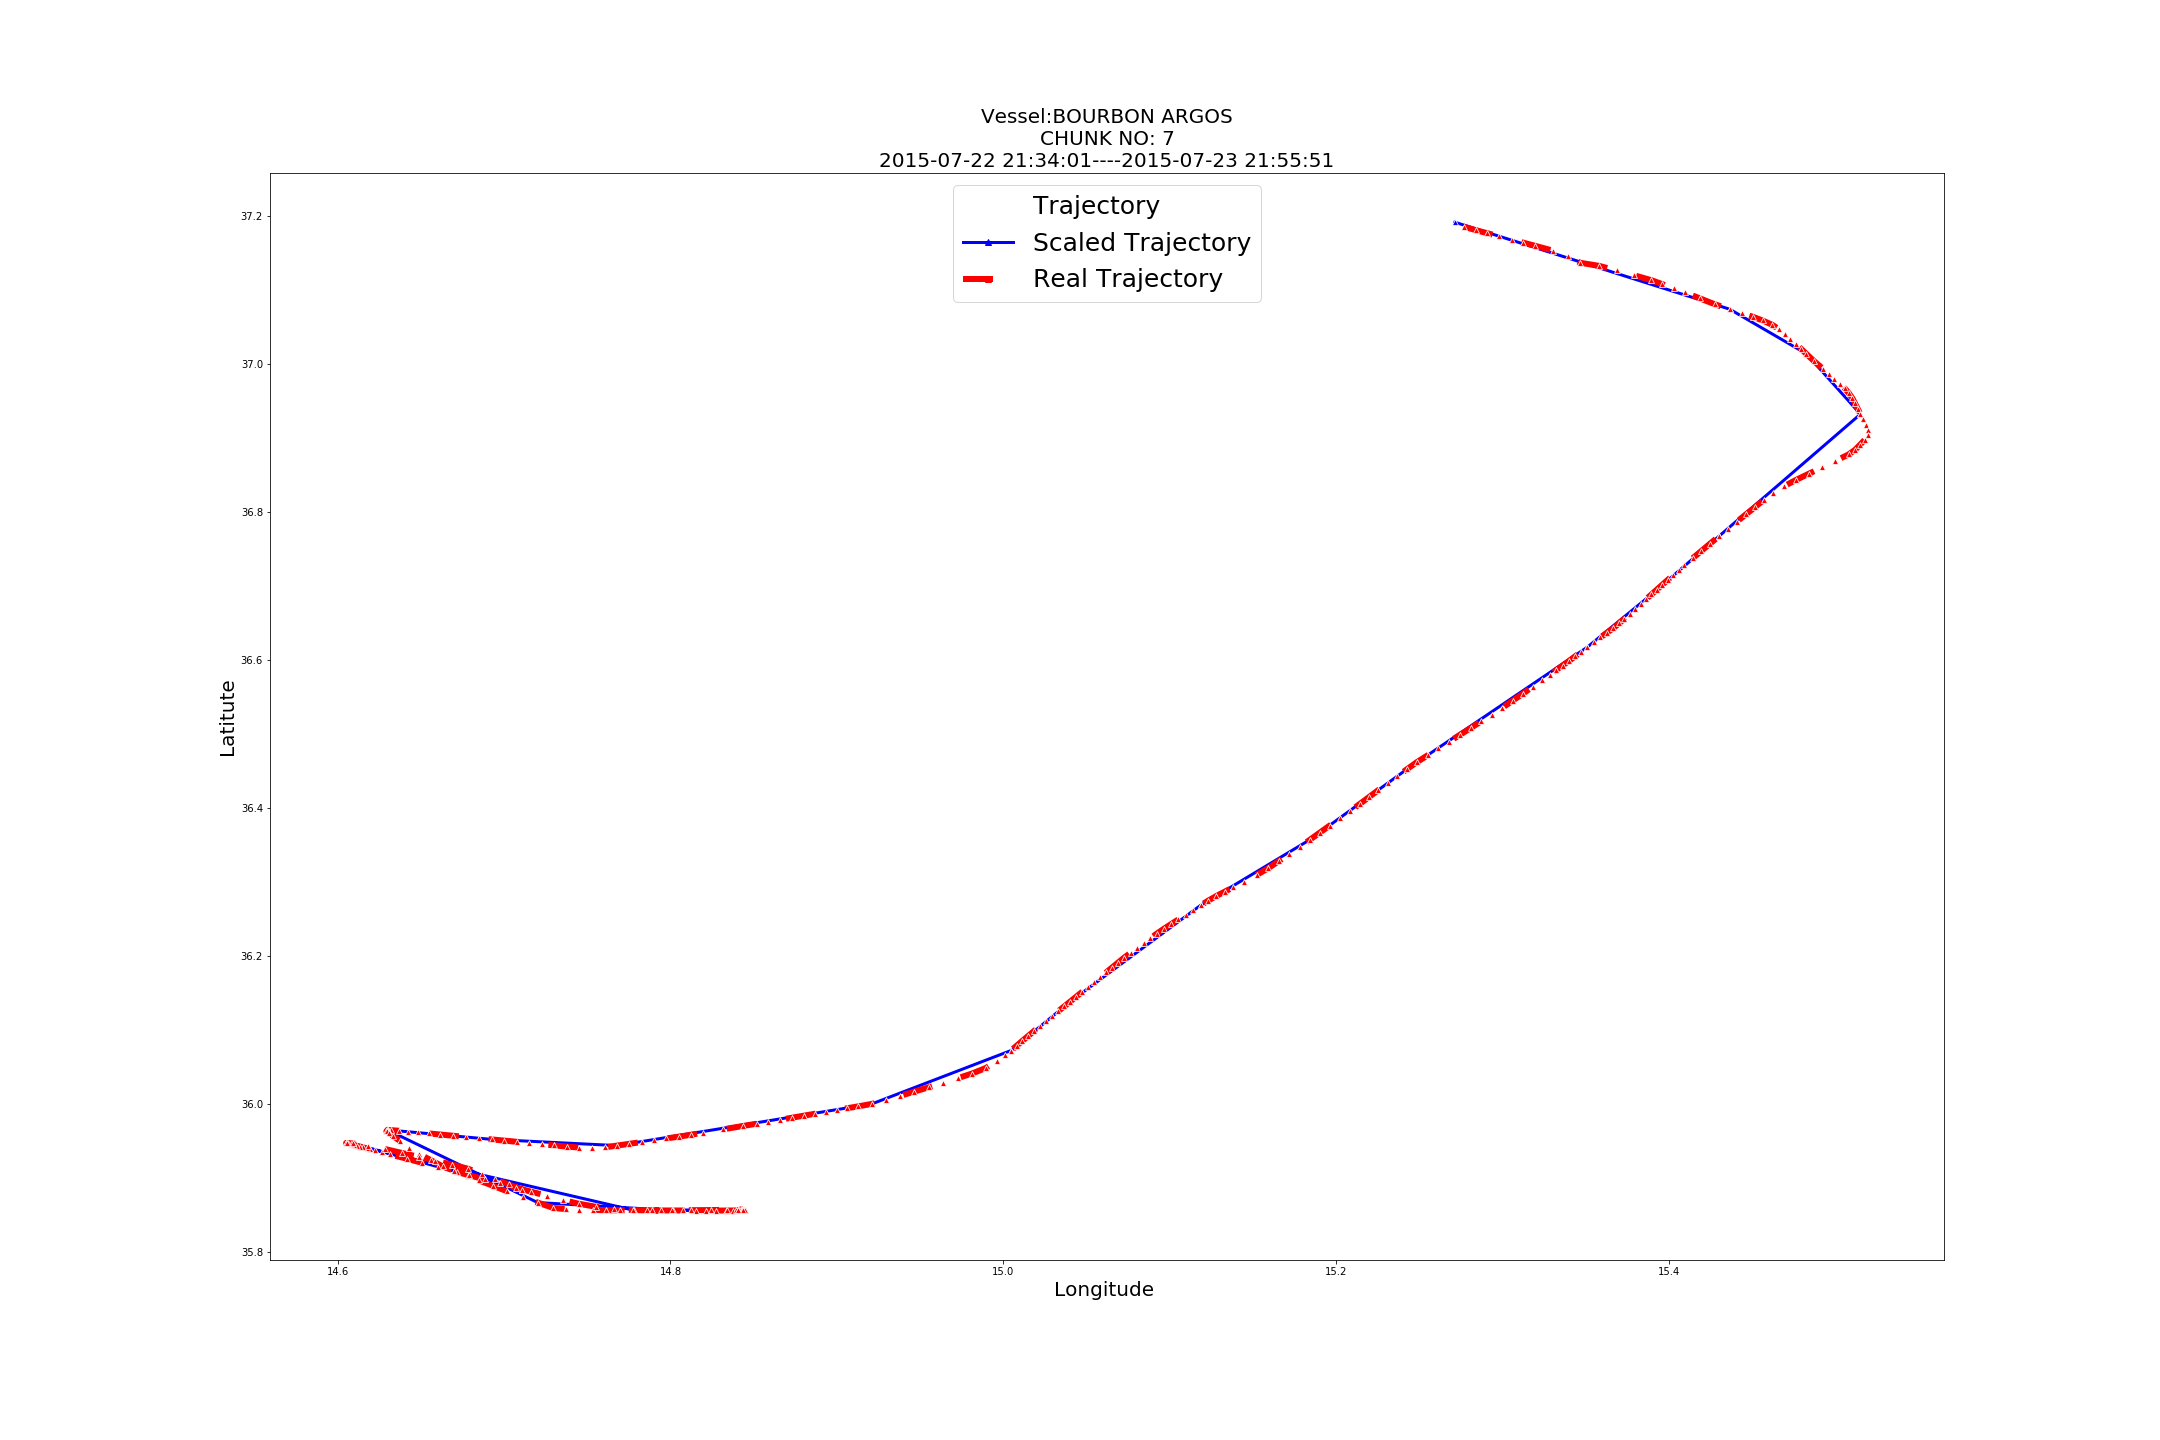 Vessel:BOURBON ARGOS
CHUNK NO: 7
2015-07-22 21:34:01----2015-07-23 21:55:51
Trajectory
Scaled Trajectory
Real Trajectory
37.2
37.0
36.8
36.6
36.4
36.2
36.0
35.8
Latitute
14.6
14.8
15.0
15.2
15.4
Longitude